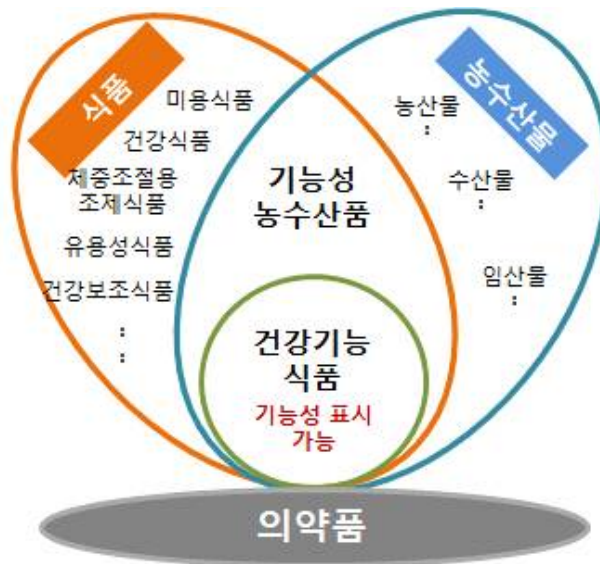 식품
미용식품
건강식품
체중조절용
조제식품
유용성식품
건강보조식품
:
:
기능성
농수산품
농수산물
농산물
:
수산물
:
임산물
:
건강기능
식품
기능성 표시
가능
의약품